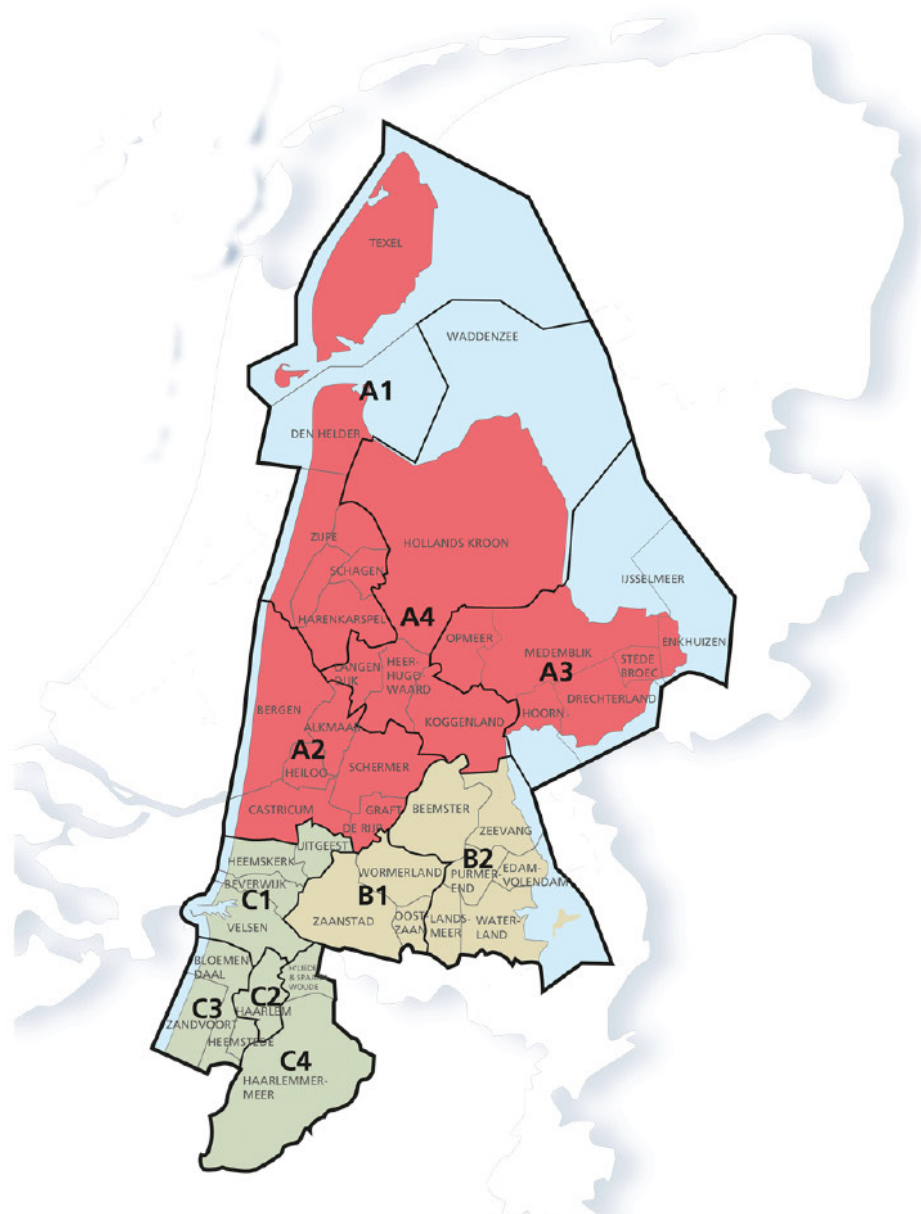 TEXEL
WADDENZEE
A1
DEN HELDER
ZIJPE
HOLLANDS KROON
SCHAGEN
IJSSELMEER
HARENKARSPEL
A4
OPMEER
ENKHUIZEN
MEDEMBLIK
STEDE
BROEC
LANGEN
DIJK
HEER-
HUGO
WAARD
A3
DRECHTERLAND
BERGEN
HOORN
KOGGENLAND
ALKMAAR
A2
SCHERMER
HEILOO
CASTRICUM
GRAFT
DE RIJP
BEEMSTER
ZEEVANG
UITGEEST
HEEMSKERK
B2
WORMERLAND
PURMER-
END
EDAM-
VOLENDAM
BEVERWIJK
C1
B1
VELSEN
ZAANSTAD
OOST-
ZAAN
LANDS-
MEER
WATER-
LAND
BLOEMEN
DAAL
& SPAARN
WOUDE
C2
HAARLEM
C3
ZANDVOORT
HEEMSTEDE
C4
HAARLEMMER-
MEER